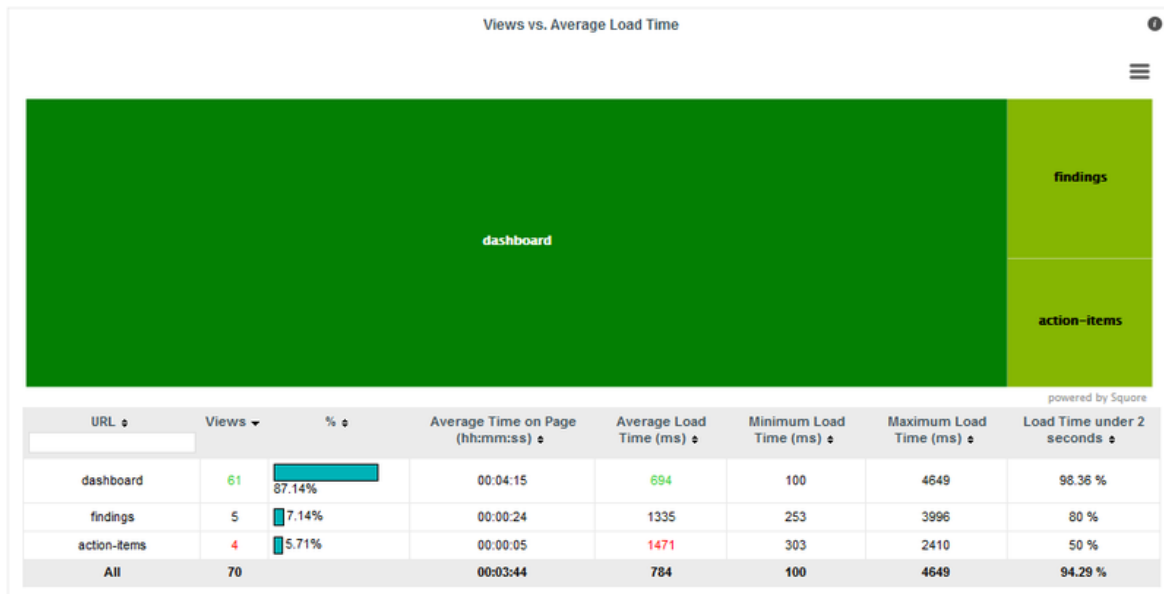 Views vs. Average Load Time
dashboard
findings
action-items
powered by Squore
URL Views % Average Time on Page (hh:mm:ss) Average Load Time (ms) Minimum Load Time (ms) Maximum Load Time (ms) Load Time under 2 seconds
dashboard 61 87.14% 00:04:15 694 100 4649 98.36 %
findings 5 7.14% 00:00:24 1335 253 3996 80 %
action-items 4 5.71% 00:00:05 1471 303 2410 50 %
All 70 00:03:44 784 100 4649 94.29 %